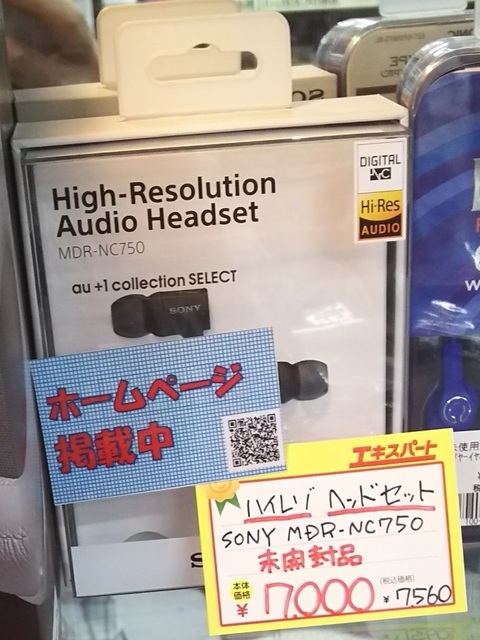 High-Resolution
Audio Headset
MDR-NC750
DIGITAL
NC
Hi-Res
AUDIO
au +1 collection SELECT
SONY
ホームページ
掲載中
エキスパート
ハイレゾ ヘッドセット
SONY MDR-NC750
未開封品
本体
価格
¥7,000
(税込価格)
¥7,560